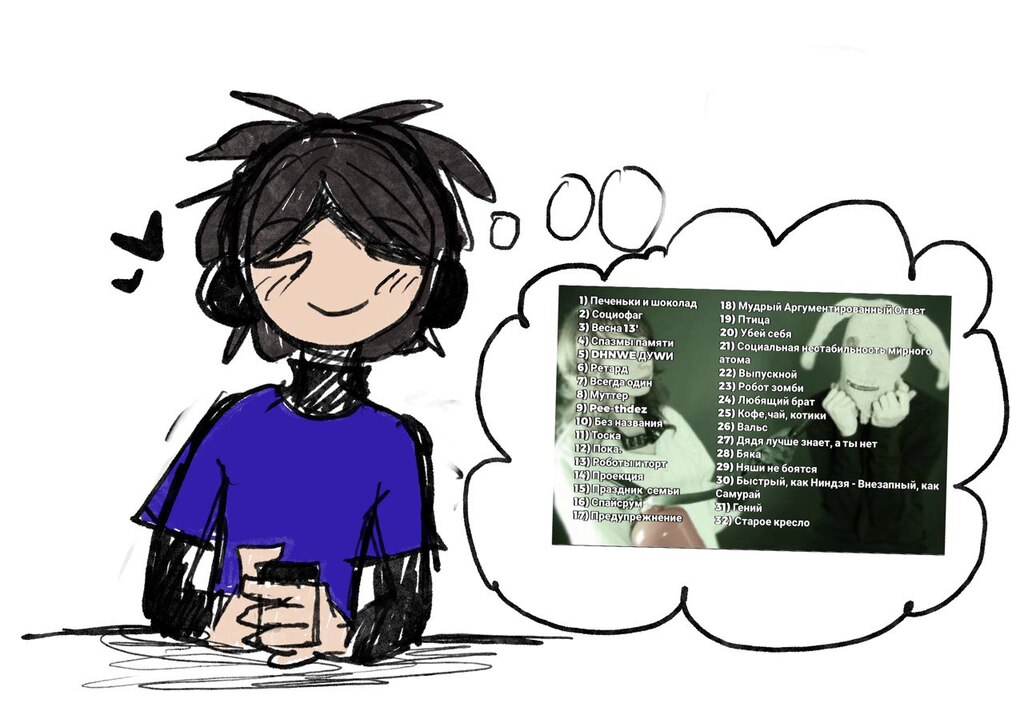 1) Печеньки и шоколад
2) Социофаг
3) Весна 13'
4) Спазмы памяти
5) DHNWE ДУWИ
6) Ретард
7) Всегда один
8) Муттер
9) Pee-thdez
10) Без названия
11) Тоска
12) Пока.
13) Роботы и торт
14) Проекция
15) Праздник семьи
16) Спайсрум
17) Предупрежнение
18) Мудрый Аргументированный Ответ
19) Птица
20) Убей себя
21) Социальная нестабильность мирного
атома
22) Выпускной
23) Робот зомби
24) Любящий брат
25) Кофе,чай, котики
26) Вальс
27) Дядя лучше знает, а ты нет
28) Бяка
29) Няши не боятся
30) Быстрый, как Ниндзя - Внезапный, как
Самурай
31) Гений
32) Старое кресло